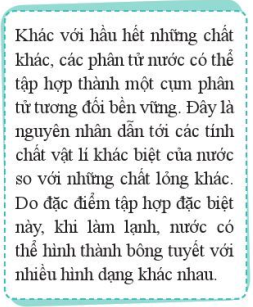 Khác với hầu hết những chất
khác, các phân tử nước có thể
tập hợp thành một cụm phân
tử tương đối bền vững. Đây là
nguyên nhân dẫn tới các tính
chất vật lí khác biệt của nước
so với những chất lỏng khác.
Do đặc điểm tập hợp đặc biệt
này, khi làm lạnh, nước có
thể hình thành bông tuyết với
nhiều hình dạng khác nhau.